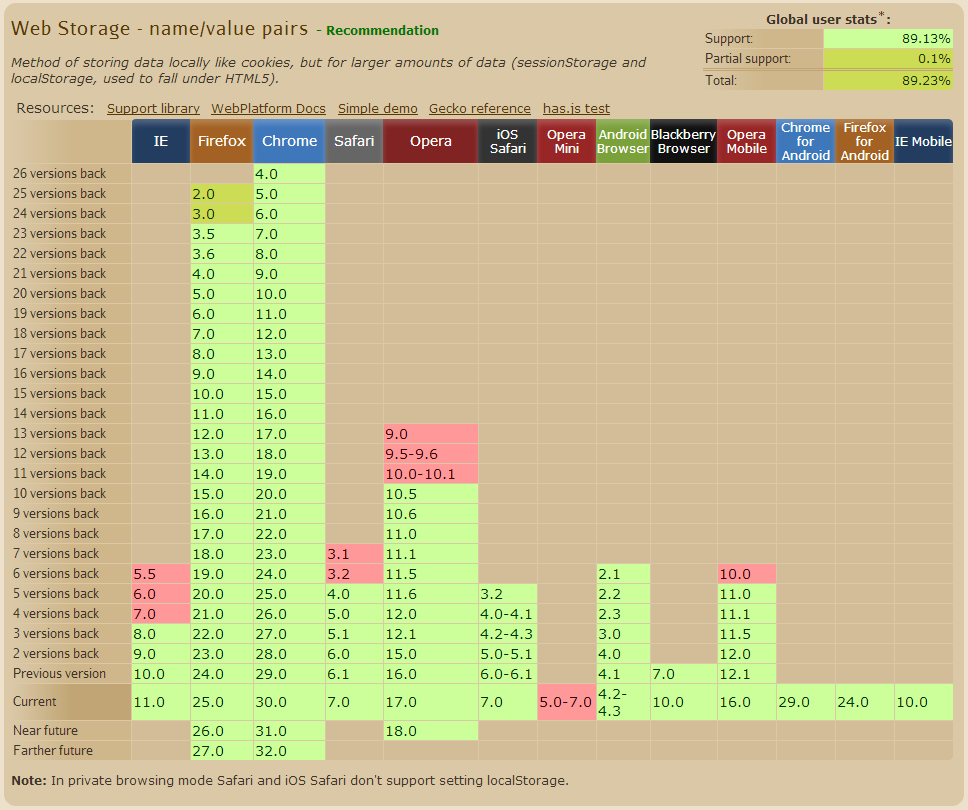 Web Storage - name/value pairs - Recommendation
Global user stats*:
Support: 89.13%
Partial support: 0.1%
Total: 89.23%
Method of storing data locally like cookies, but for larger amounts of data (sessionStorage and
localStorage, used to fall under HTML5).
Resources: Support library WebPlatform Docs Simple demo Gecko reference has.js test
IE Firefox Chrome Safari Opera iOS Safari Opera Mini Android Browser Blackberry Browser Opera Mobile Chrome for Android Firefox for Android IE Mobile
26 versions back 4.0
25 versions back 2.0 5.0
24 versions back 3.0 6.0
23 versions back 3.5 7.0
22 versions back 3.6 8.0
21 versions back 4.0 9.0
20 versions back 5.0 10.0
19 versions back 6.0 11.0
18 versions back 7.0 12.0
17 versions back 8.0 13.0
16 versions back 9.0 14.0
15 versions back 10.0 15.0
14 versions back 11.0 16.0
13 versions back 12.0 17.0 9.0
12 versions back 13.0 18.0 9.5-9.6
11 versions back 14.0 19.0 10.0-10.1
10 versions back 15.0 20.0 10.5
9 versions back 16.0 21.0 10.6
8 versions back 17.0 22.0 11.0
7 versions back 18.0 23.0 3.1 11.1
6 versions back 5.5 19.0 24.0 3.2 11.5 2.1 10.0
5 versions back 6.0 20.0 25.0 4.0 11.6 3.2 2.2 11.0
4 versions back 7.0 21.0 26.0 5.0 12.0 4.0-4.1 2.3 11.1
3 versions back 8.0 22.0 27.0 5.1 12.1 4.2-4.3 3.0 11.5
2 versions back 9.0 23.0 28.0 6.0 15.0 5.0-5.1 4.0 12.0
Previous version 10.0 24.0 29.0 6.1 16.0 6.0-6.1 4.1 7.0 12.1
Current 11.0 25.0 30.0 7.0 17.0 7.0 5.0-7.0 4.2-4.3 10.0 16.0 29.0 24.0 10.0
Near future 26.0 31.0 18.0
Farther future 27.0 32.0
Note: In private browsing mode Safari and iOS Safari don't support setting localStorage.